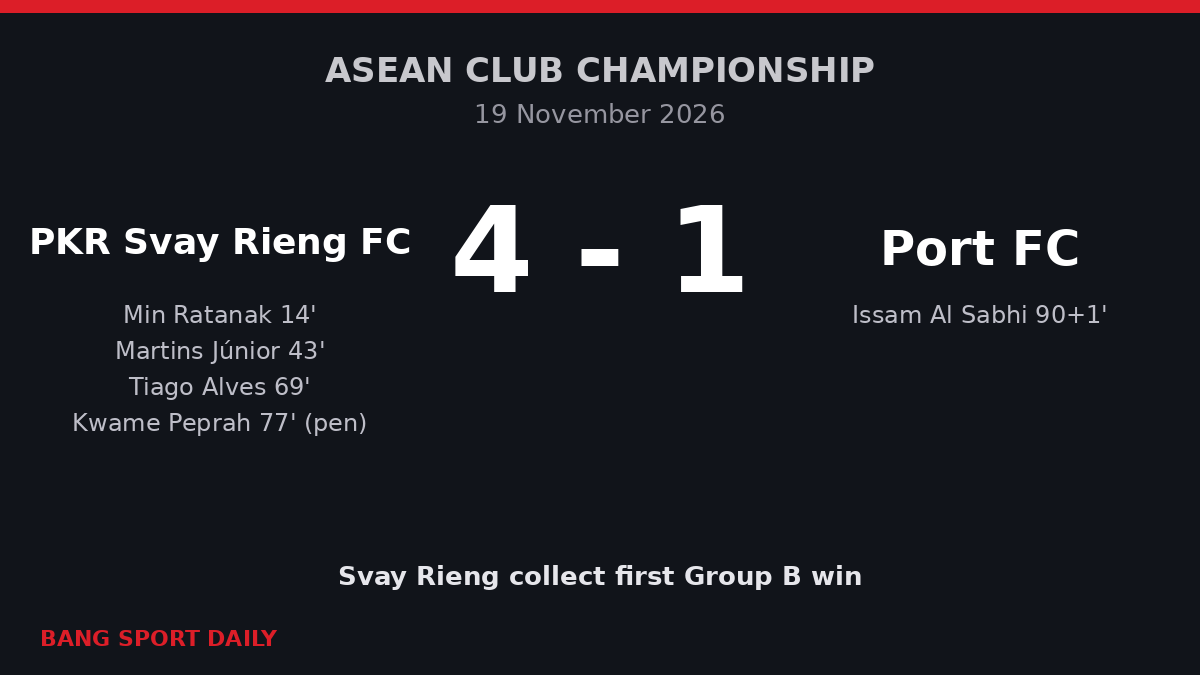 ASEAN CLUB CHAMPIONSHIP
19 November 2026
PKR Svay Rieng FC
4 - 1
Port FC
Min Ratanak 14'
Martins Júnior 43'
Tiago Alves 69'
Kwame Peprah 77' (pen)
Issam Al Sabhi 90+1'
Svay Rieng collect first Group B win
BANG SPORT DAILY